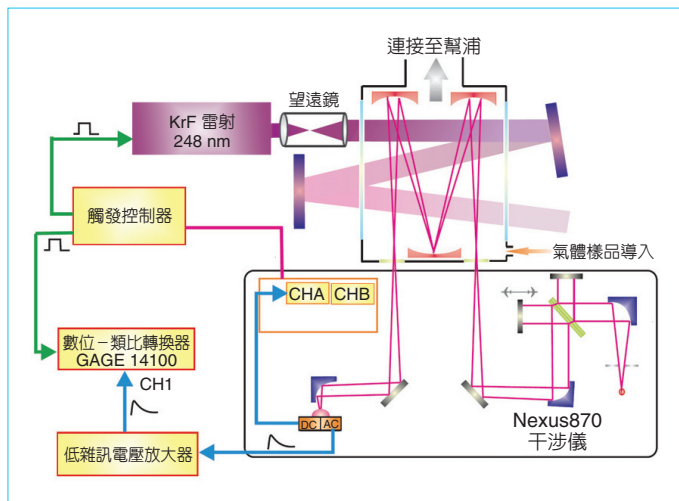 連接至幫浦
望遠鏡
KrF 雷射
248 nm
觸發控制器
氣體樣品導入
CHA
CHB
數位－類比轉換器
GAGE 14100
CH1
DC
AC
Nexus870
干涉儀
低雜訊電壓放大器